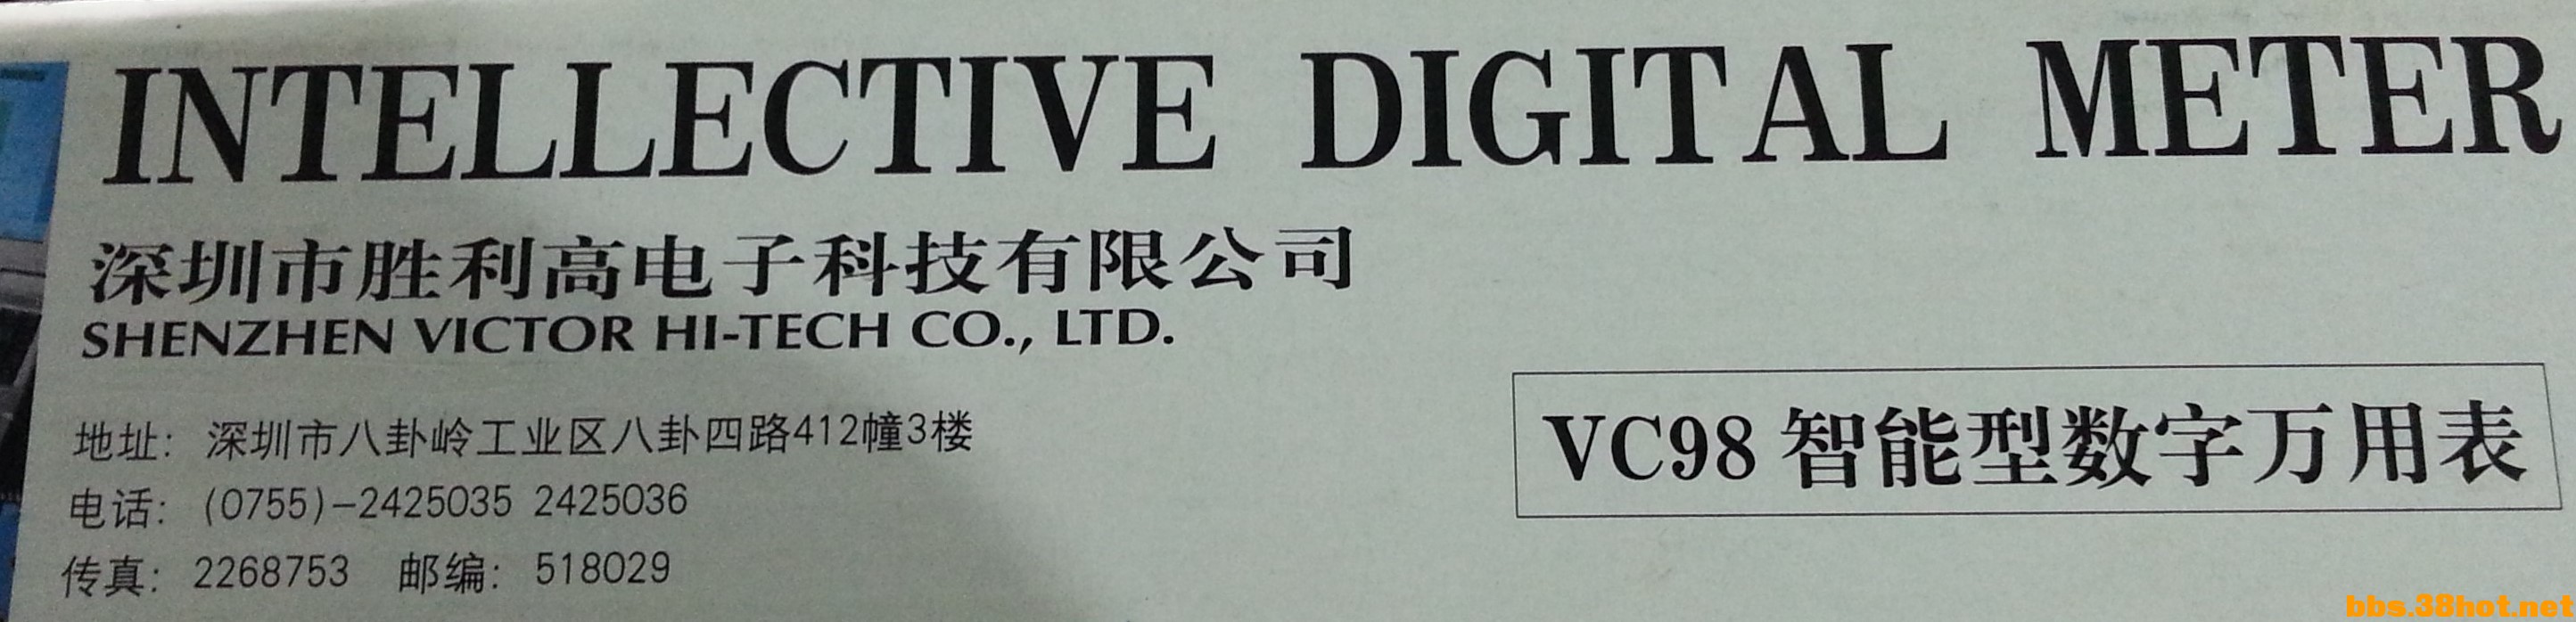 INTELLECTIVE DIGITAL METER
深圳市胜利高电子科技有限公司
SHENZHEN VICTOR HI-TECH CO., LTD.
地址: 深圳市八卦岭工业区八卦四路412幢3楼
电话: (0755)-2425035 2425036
传真: 2268753 邮编: 518029
VC98 智能型数字万用表
bbs.38hot.net